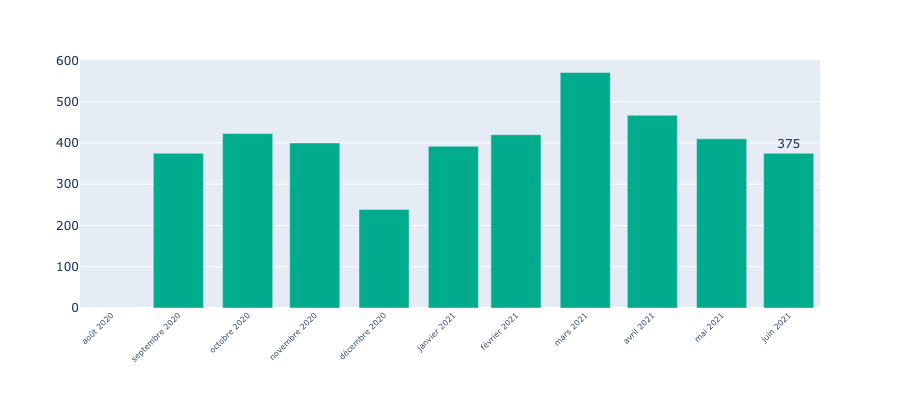 600
500
400
300
200
100
0
375
août 2020
septembre 2020
octobre 2020
novembre 2020
décembre 2020
janvier 2021
février 2021
mars 2021
avril 2021
mai 2021
juin 2021